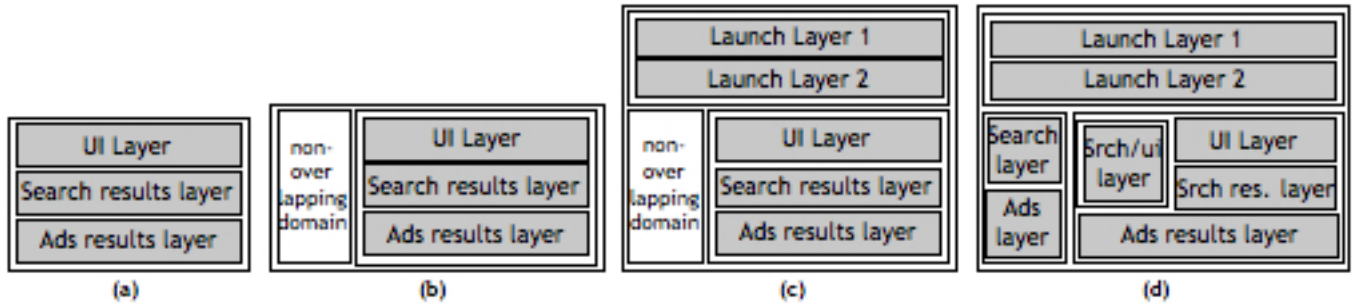 UI Layer
Search results layer
Ads results layer
(a)
non-
over
lapping
domain
UI Layer
Search results layer
Ads results layer
(b)
Launch Layer 1
Launch Layer 2
non-
over
lapping
domain
UI Layer
Search results layer
Ads results layer
(c)
Launch Layer 1
Launch Layer 2
Search
layer
Ads
layer
Srch/ui
layer
UI Layer
Srch res. layer
Ads results layer
(d)